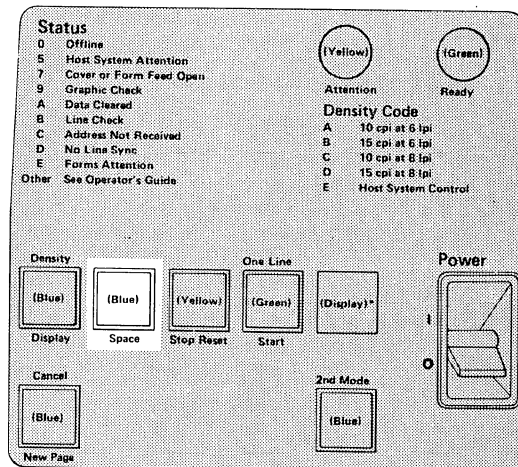 Status
0 Offline
5 Host System Attention
7 Cover or Form Feed Open
9 Graphic Check
A Data Cleared
B Line Check
C Address Not Received
D No Line Sync
E Forms Attention
Other See Operator's Guide
(Yellow)
Attention
(Green)
Ready
Density Code
A 10 cpi at 6 lpi
B 15 cpi at 6 lpi
C 10 cpi at 8 lpi
D 15 cpi at 8 lpi
E Host System Control
Density
(Blue)
Display
(Blue)
Space
(Yellow)
Stop Reset
One Line
(Green)
Start
(Display)*
Power
I
O
Cancel
(Blue)
New Page
2nd Mode
(Blue)